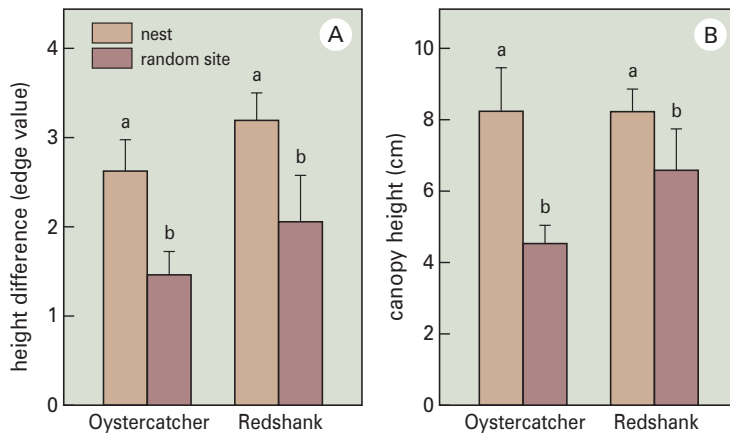 A
nest
random site
height difference (edge value)
4
3
2
1
0
a
b
a
b
Oystercatcher
Redshank
B
canopy height (cm)
10
8
6
4
2
0
a
b
a
b
Oystercatcher
Redshank